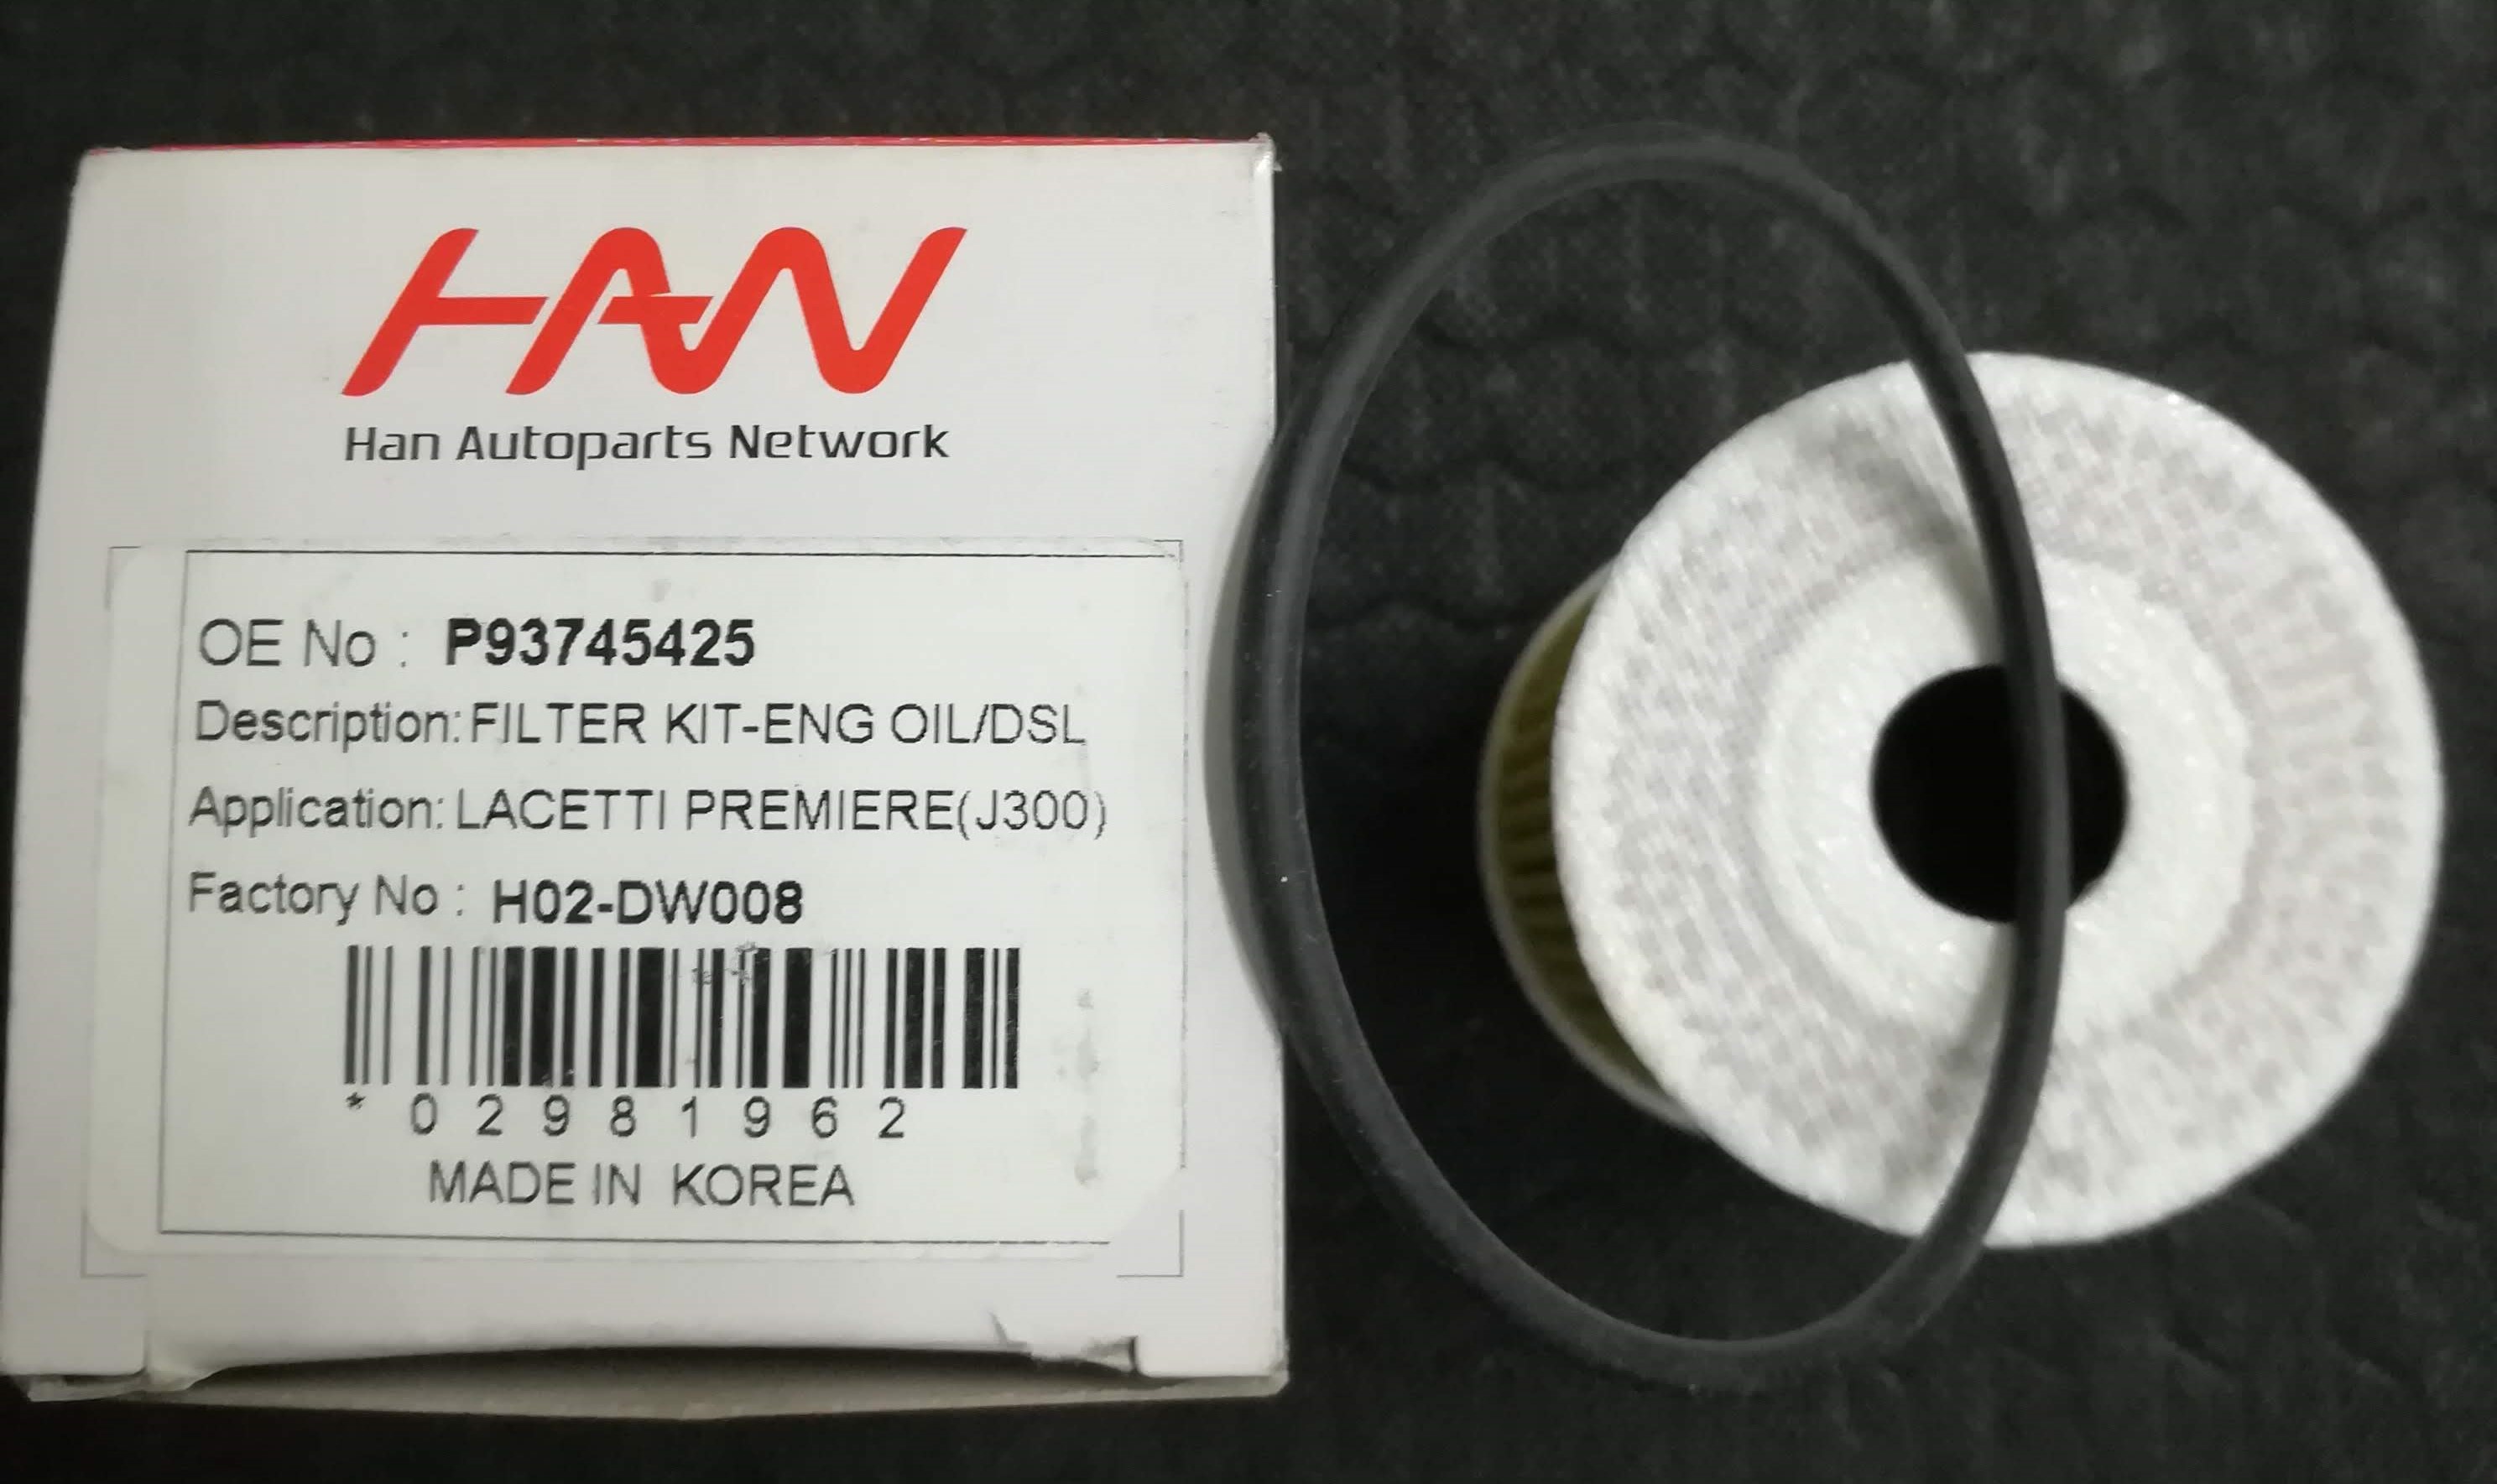 HAN
Han Autoparts Network
OE No : P93745425
Description: FILTER KIT-ENG OIL/DSL
Application: LACETTI PREMIERE(J300)
Factory No : H02-DW008
* 0 2 9 8 1 9 6 2
MADE IN KOREA